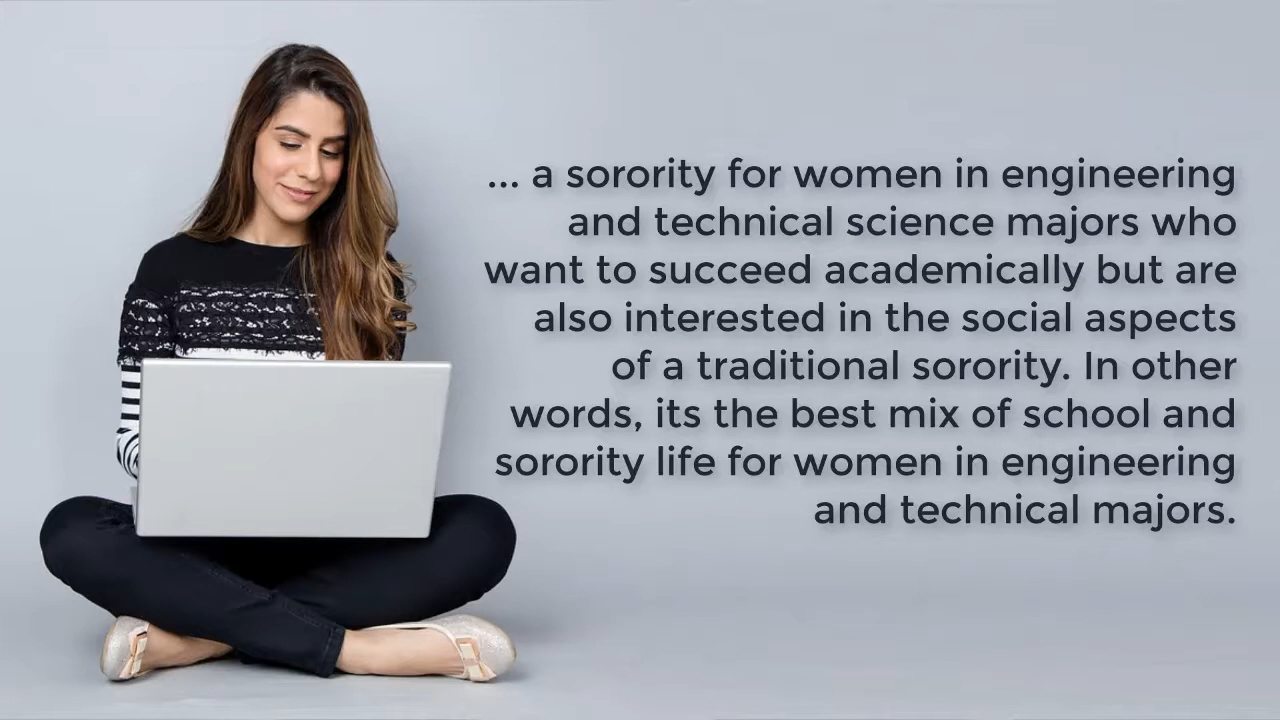 ... a sorority for women in engineering
and technical science majors who
want to succeed academically but are
also interested in the social aspects
of a traditional sorority. In other
words, its the best mix of school and
sorority life for women in engineering
and technical majors.